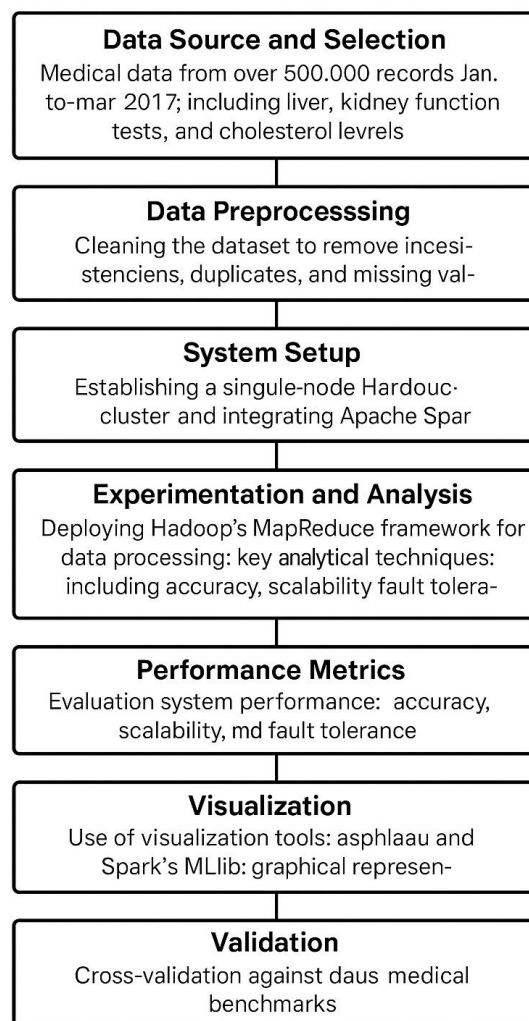 Data Source and Selection
Medical data from over 500.000 records Jan.
to-mar 2017; including liver, kidney function
tests, and cholesterol levrels
Data Preprocesssing
Cleaning the dataset to remove incesi-
stenciens, duplicates, and missing val-
System Setup
Establishing a singule-node Hardouc·
cluster and integrating Apache Spar
Experimentation and Analysis
Deploying Hadoop's MapReduce framework for
data processing: key analytical techniques:
including accuracy, scalability fault tolera-
Performance Metrics
Evaluation system performance: accuracy,
scalability, md fault tolerance
Visualization
Use of visualization tools: asphlaau and
Spark's MLlib: graphical represen-
Validation
Cross-validation against daus medical
benchmarks